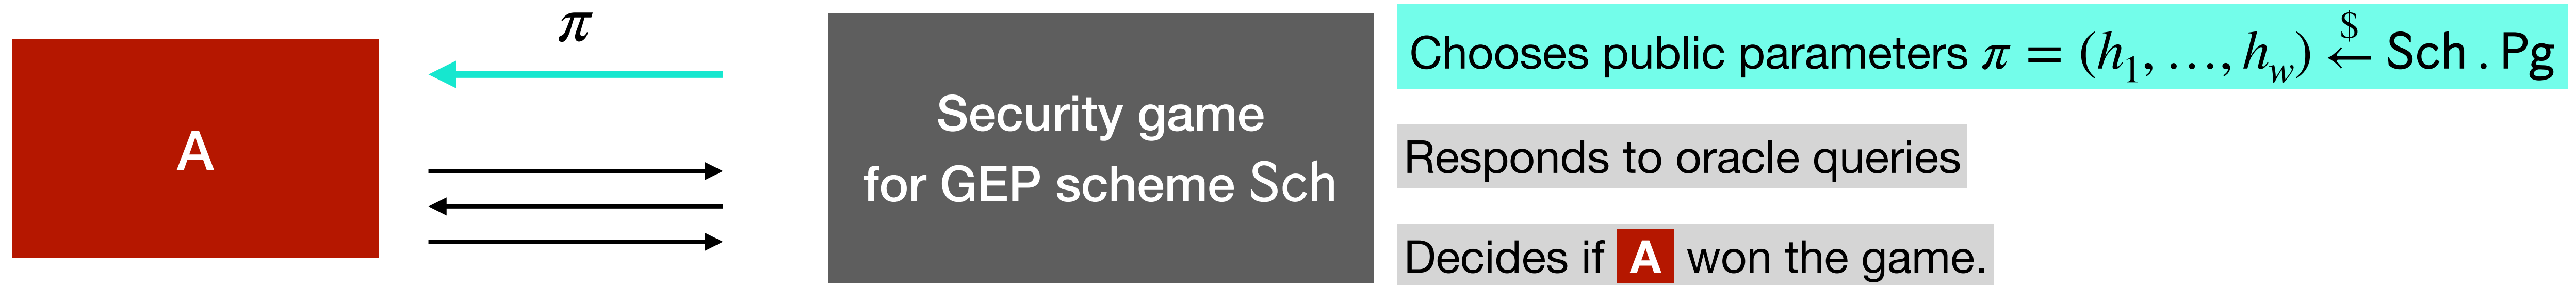 π
A
Security game
for GEP scheme Sch
Chooses public parameters π = (h₁, …, h_w) ←$ Sch . Pg
Responds to oracle queries
Decides if A won the game.